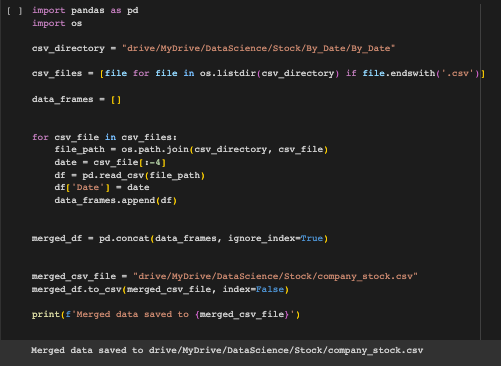 [ ] import pandas as pd
import os
csv_directory = "drive/MyDrive/DataScience/Stock/By_Date/By_Date"
csv_files = [file for file in os.listdir(csv_directory) if file.endswith('.csv')]
data_frames = []
for csv_file in csv_files:
    file_path = os.path.join(csv_directory, csv_file)
    date = csv_file[:-4]
    df = pd.read_csv(file_path)
    df['Date'] = date
    data_frames.append(df)
merged_df = pd.concat(data_frames, ignore_index=True)
merged_csv_file = "drive/MyDrive/DataScience/Stock/company_stock.csv"
merged_df.to_csv(merged_csv_file, index=False)
print(f'Merged data saved to {merged_csv_file}')
Merged data saved to drive/MyDrive/DataScience/Stock/company_stock.csv